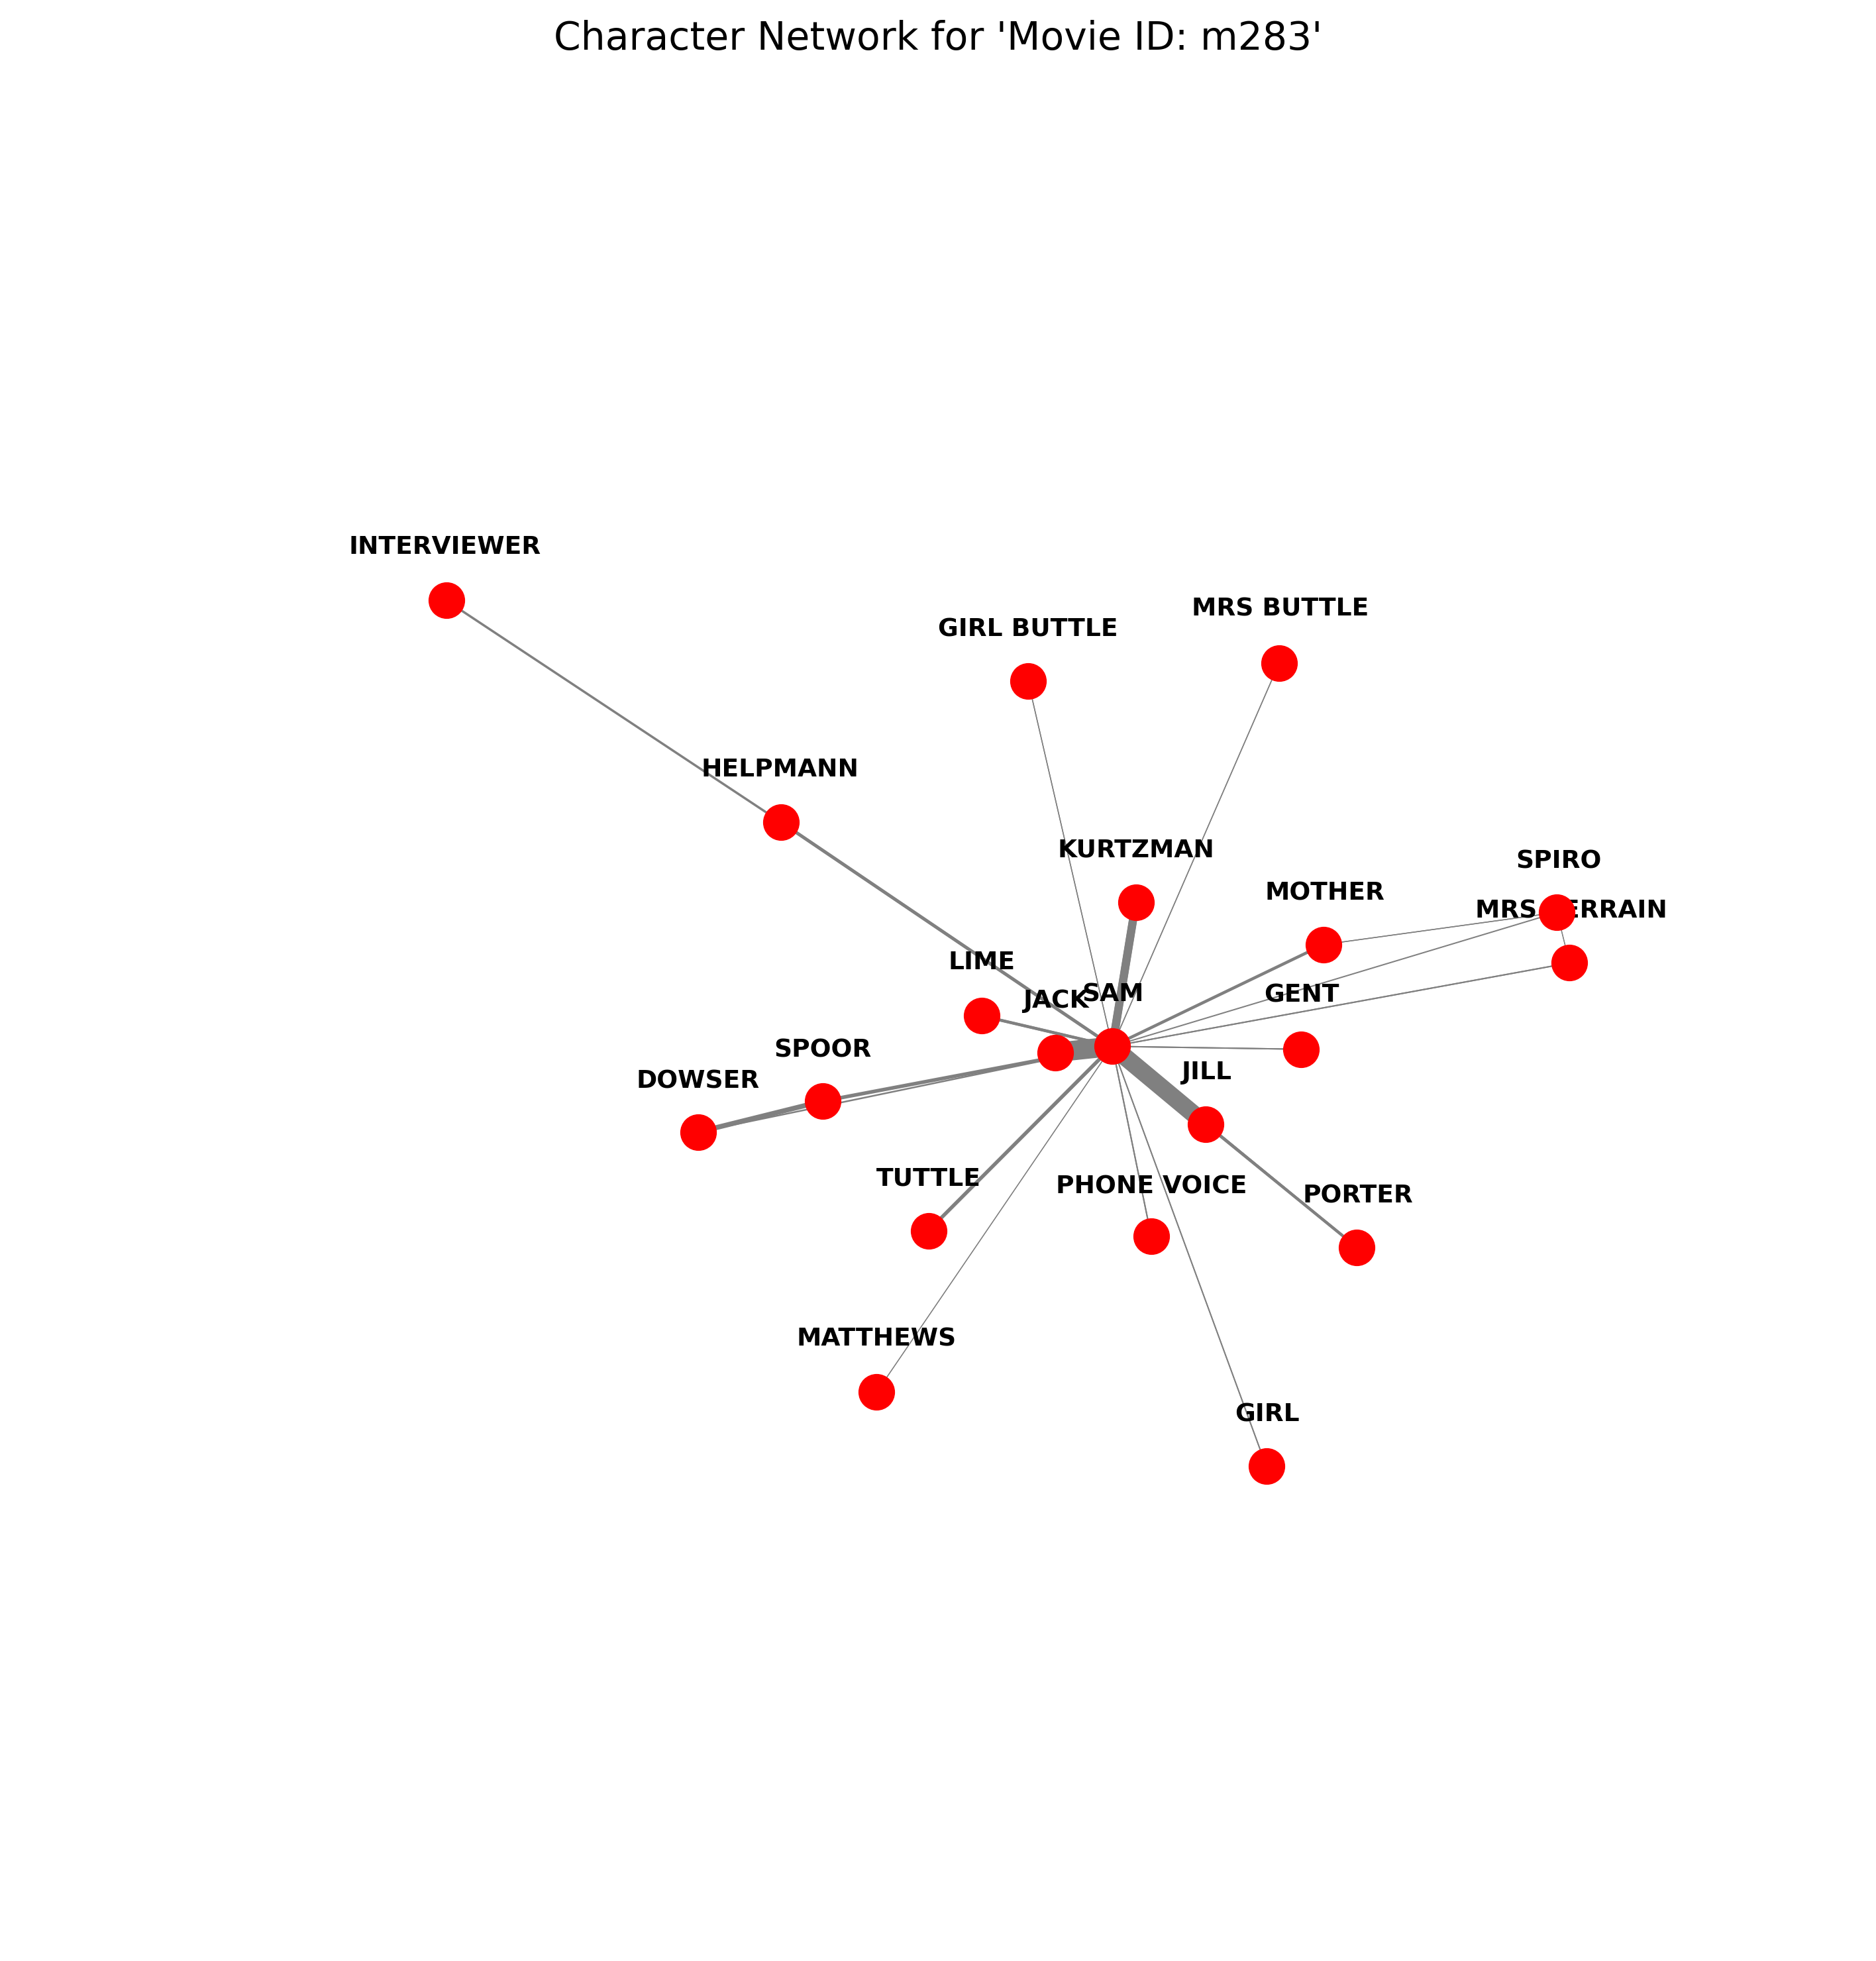 Character Network for 'Movie ID: m283'
INTERVIEWER
MRS BUTTLE
GIRL BUTTLE
HELPMANN
KURTZMAN
SPIRO
MOTHER
MRS ERRAIN
LIME
JACK
SAM
GENT
SPOOR
JILL
DOWSER
TUTTLE
PHONE VOICE
PORTER
MATTHEWS
GIRL